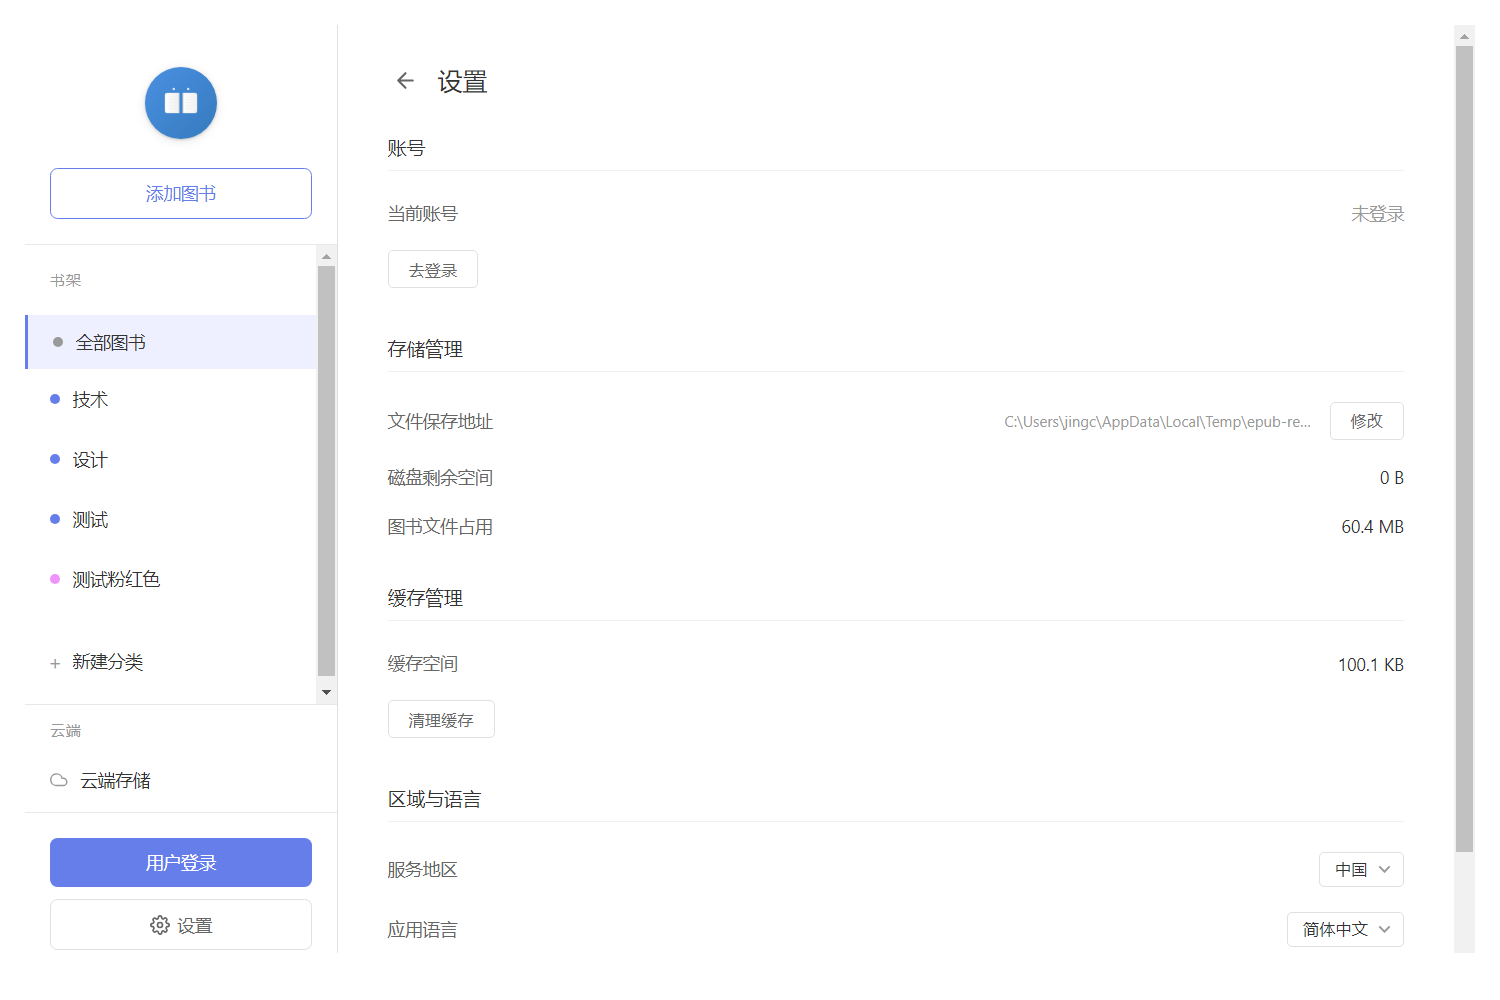 添加图书
书架
全部图书
技术
设计
测试
测试粉红色
+ 新建分类
云端
云端存储
用户登录
设置
设置
账号
当前账号 未登录
去登录
存储管理
文件保存地址 C:\Users\jingc\AppData\Local\Temp\epub-re... 修改
磁盘剩余空间 0 B
图书文件占用 60.4 MB
缓存管理
缓存空间 100.1 KB
清理缓存
区域与语言
服务地区 中国
应用语言 简体中文